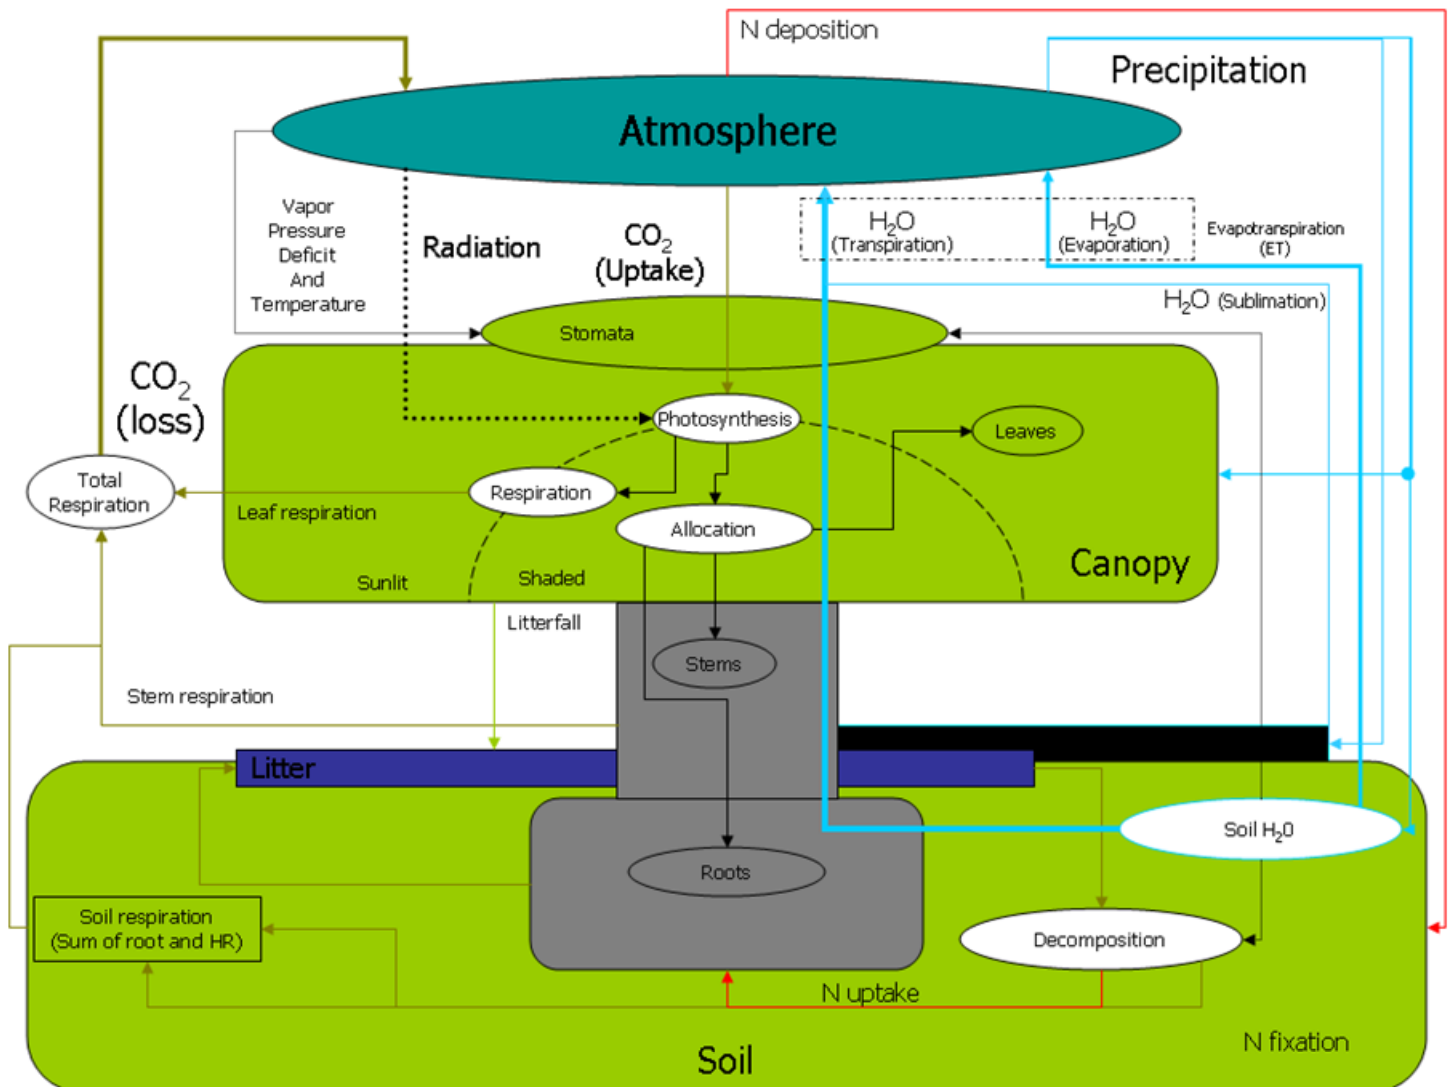 N deposition
Precipitation
Atmosphere
Vapor
Pressure
Deficit
And
Temperature
Radiation
CO2
(Uptake)
H2O
(Transpiration)
H2O
(Evaporation)
Evapotranspiration
(ET)
H2O (Sublimation)
Stomata
CO2
(loss)
Photosynthesis
Leaves
Total
Respiration
Respiration
Leaf respiration
Allocation
Canopy
Sunlit
Shaded
Litterfall
Stems
Stem respiration
Litter
Soil H20
Roots
Soil respiration
(Sum of root and HR)
Decomposition
N uptake
N fixation
Soil